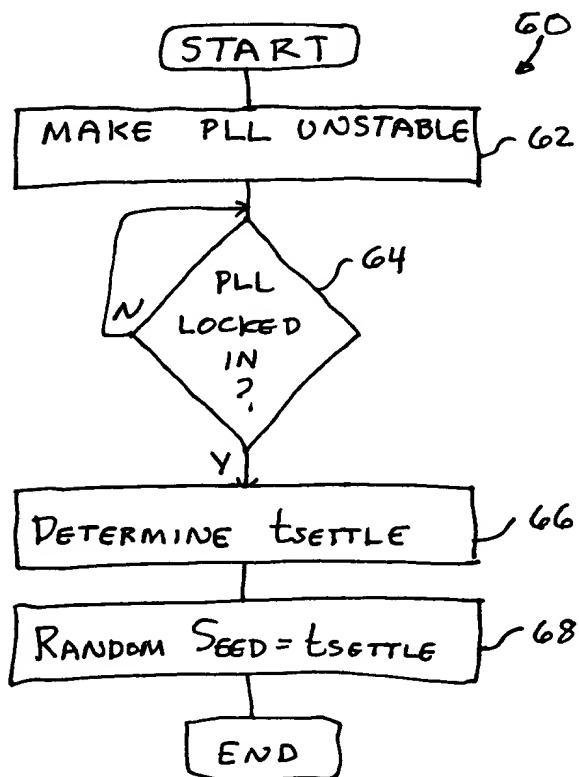 60
START
MAKE PLL UNSTABLE
62
64
PLL
LOCKED
IN
?
N
Y
DETERMINE tSETTLE
66
RANDOM SEED = tSETTLE
68
END